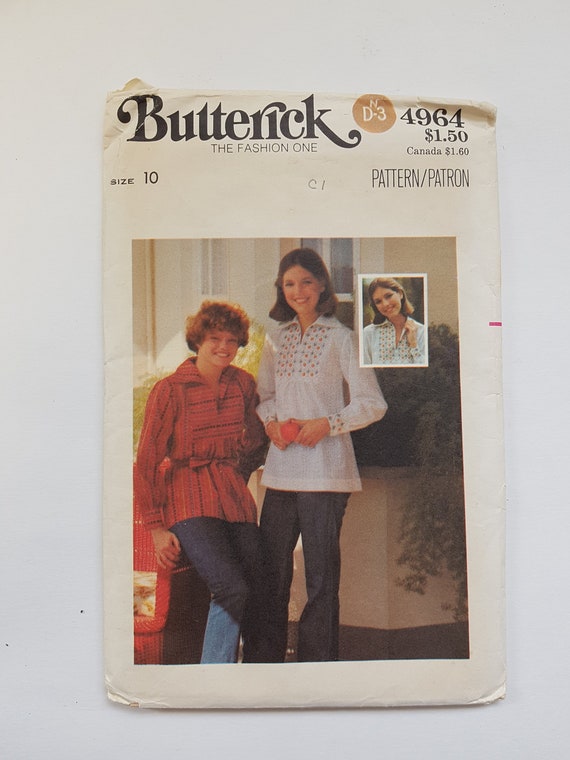 Butterick
THE FASHION ONE
N
D-3
4964
$1.50
Canada $1.60
SIZE 10
C1
PATTERN/PATRON